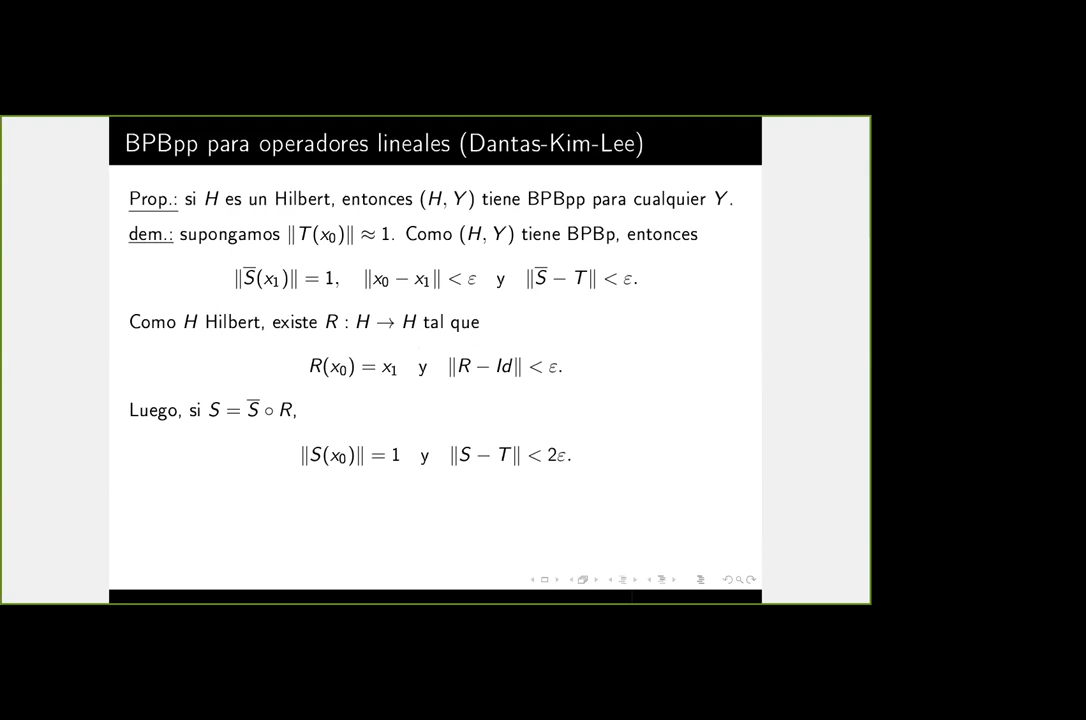 BPBpp para operadores lineales (Dantas-Kim-Lee)
Prop.: si H es un Hilbert, entonces (H, Y) tiene BPBpp para cualquier Y.
dem.: supongamos ‖T(x₀)‖ ≈ 1. Como (H, Y) tiene BPBp, entonces
‖S̅(x₁)‖ = 1, ‖x₀ − x₁‖ < ε y ‖S̅ − T‖ < ε.
Como H Hilbert, existe R : H → H tal que
R(x₀) = x₁ y ‖R − Id‖ < ε.
Luego, si S = S̅ ∘ R,
‖S(x₀)‖ = 1 y ‖S − T‖ < 2ε.